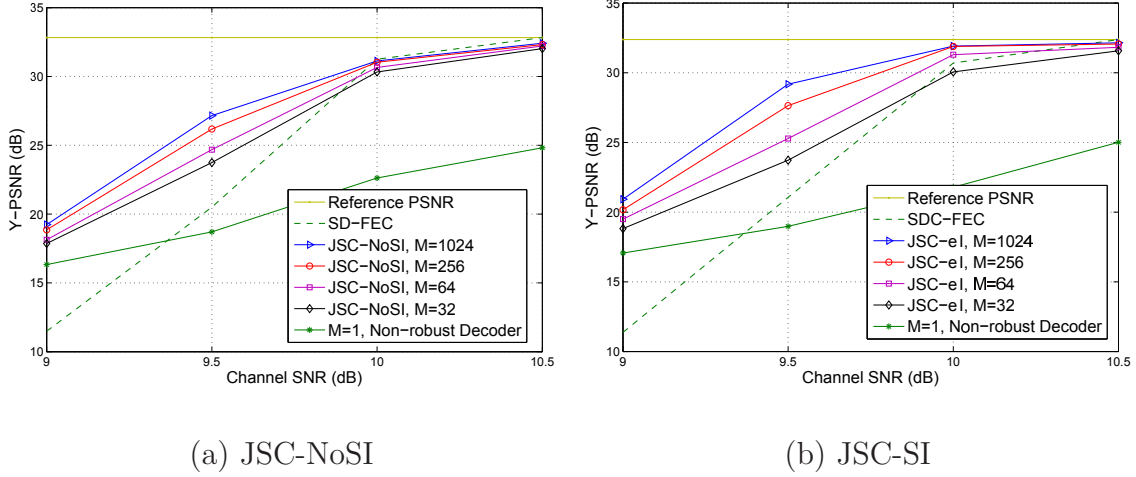 35
30
25
20
15
10
9
9.5
10
10.5
Y−PSNR (dB)
Channel SNR (dB)
Reference PSNR
SD−FEC
JSC−NoSI, M=1024
JSC−NoSI, M=256
JSC−NoSI, M=64
JSC−NoSI, M=32
M=1, Non−robust Decoder
(a) JSC-NoSI
35
30
25
20
15
10
9
9.5
10
10.5
Y−PSNR (dB)
Channel SNR (dB)
Reference PSNR
SDC−FEC
JSC−eI, M=1024
JSC−eI, M=256
JSC−eI, M=64
JSC−eI, M=32
M=1, Non−robust Decoder
(b) JSC-SI